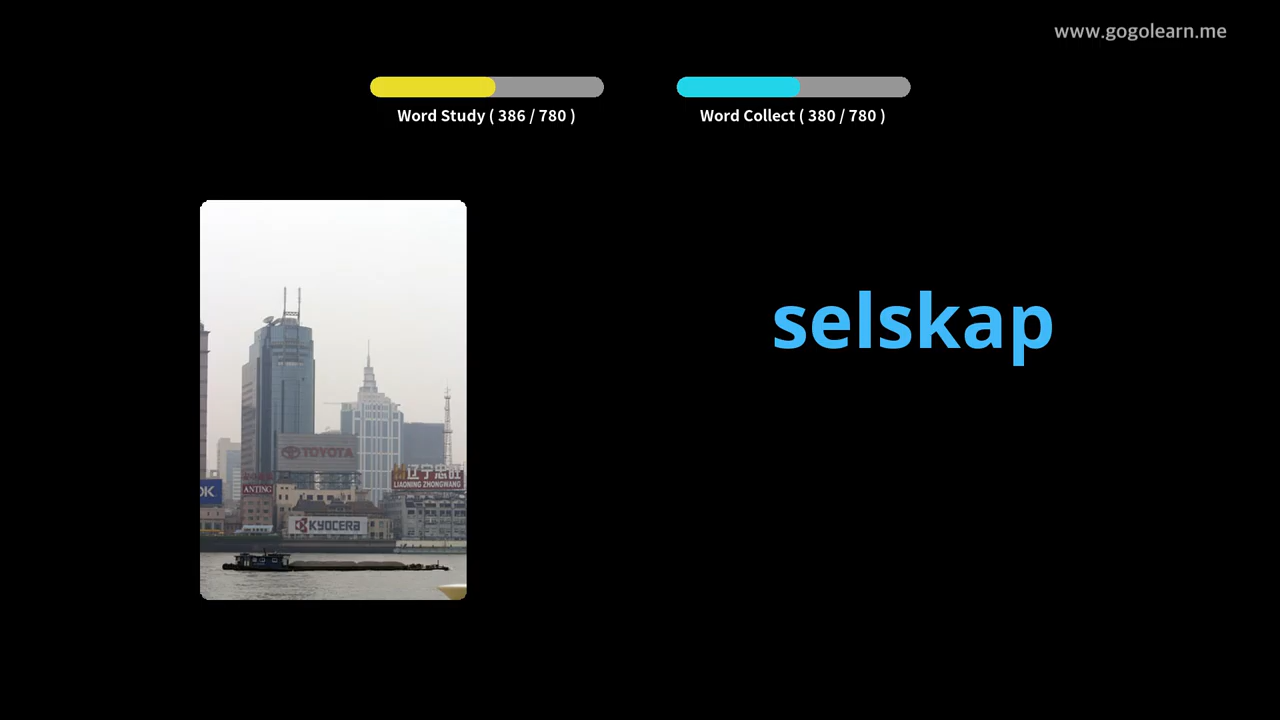 www.gogolearn.me
Word Study ( 386 / 780 )
Word Collect ( 380 / 780 )
selskap
TOYOTA
辽宁忠旺
LIAONING ZHONGWANG
OK
ANTING
KYOCERA